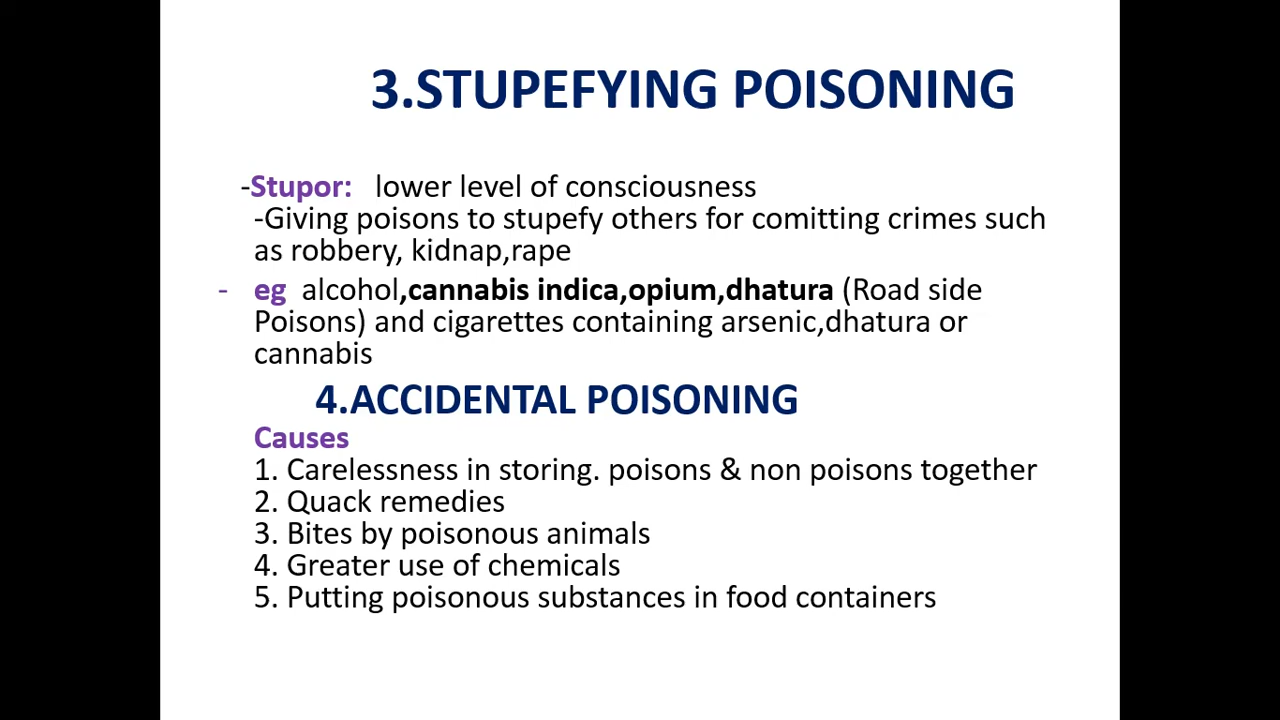 3.STUPEFYING POISONING
-Stupor: lower level of consciousness
-Giving poisons to stupefy others for comitting crimes such
as robbery, kidnap,rape
- eg alcohol,cannabis indica,opium,dhatura (Road side
Poisons) and cigarettes containing arsenic,dhatura or
cannabis
4.ACCIDENTAL POISONING
Causes
1. Carelessness in storing. poisons & non poisons together
2. Quack remedies
3. Bites by poisonous animals
4. Greater use of chemicals
5. Putting poisonous substances in food containers